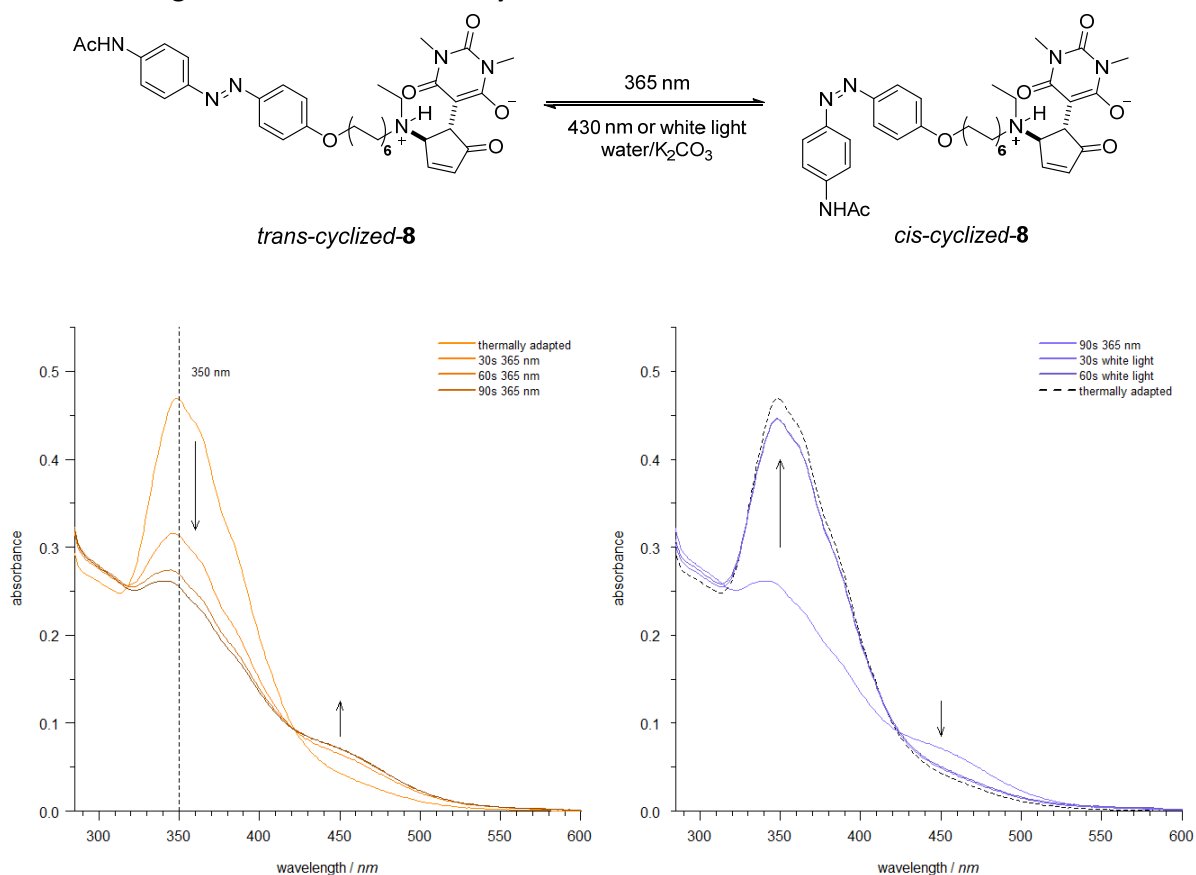 AcHN
N
N
O
6
N
H
+
N
O
N
O
O⁻
O
trans-cyclized-8
365 nm
430 nm or white light
water/K₂CO₃
N
N
NHAc
O
6
N
H
+
N
O
N
O
O⁻
O
cis-cyclized-8
absorbance
0.5
0.4
0.3
0.2
0.1
0.0
350 nm
thermally adapted
30s 365 nm
60s 365 nm
90s 365 nm
300 350 400 450 500 550 600
wavelength / nm
absorbance
0.5
0.4
0.3
0.2
0.1
0.0
90s 365 nm
30s white light
60s white light
thermally adapted
300 350 400 450 500 550 600
wavelength / nm